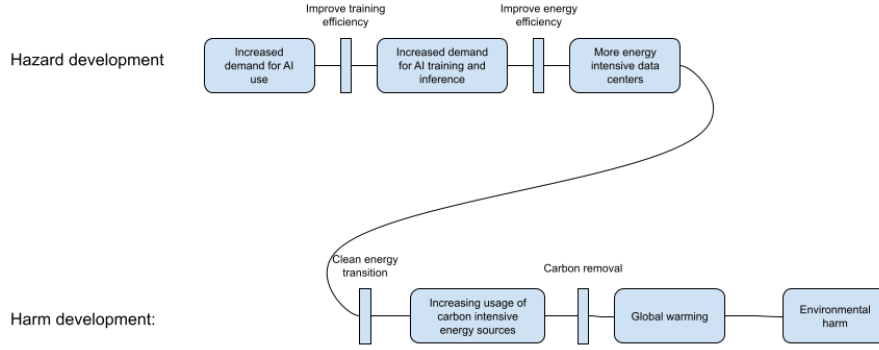 Improve training
efficiency
Improve energy
efficiency
Hazard development
Increased
demand for AI
use
Increased demand
for AI training and
inference
More energy
intensive data
centers
Clean energy
transition
Carbon removal
Harm development:
Increasing usage of
carbon intensive
energy sources
Global warming
Environmental
harm